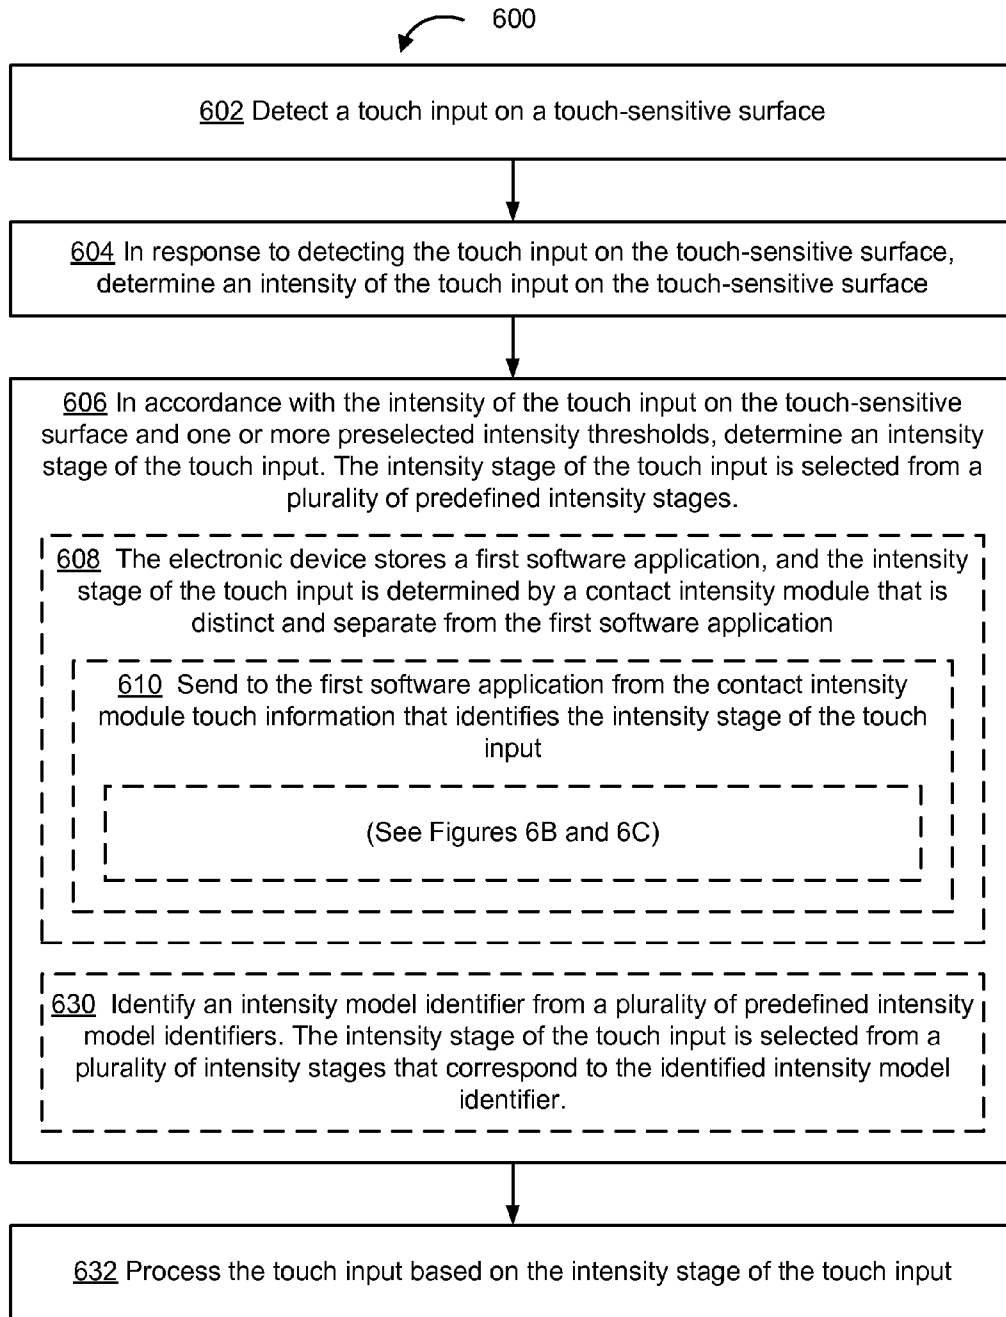 600
602 Detect a touch input on a touch-sensitive surface
604 In response to detecting the touch input on the touch-sensitive surface,
determine an intensity of the touch input on the touch-sensitive surface
606 In accordance with the intensity of the touch input on the touch-sensitive
surface and one or more preselected intensity thresholds, determine an intensity
stage of the touch input. The intensity stage of the touch input is selected from a
plurality of predefined intensity stages.
608 The electronic device stores a first software application, and the intensity
stage of the touch input is determined by a contact intensity module that is
distinct and separate from the first software application
610 Send to the first software application from the contact intensity
module touch information that identifies the intensity stage of the touch
input
(See Figures 6B and 6C)
630 Identify an intensity model identifier from a plurality of predefined intensity
model identifiers. The intensity stage of the touch input is selected from a
plurality of intensity stages that correspond to the identified intensity model
identifier.
632 Process the touch input based on the intensity stage of the touch input